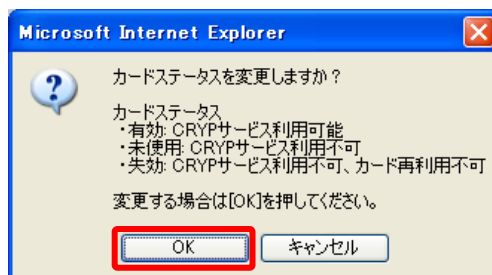 Microsoft Internet Explorer
カードステータスを変更しますか？
カードステータス
・有効: CRYPサービス利用可能
・未使用: CRYPサービス利用不可
・失効: CRYPサービス利用不可、カード再利用不可
変更する場合は[OK]を押してください。
OK
キャンセル